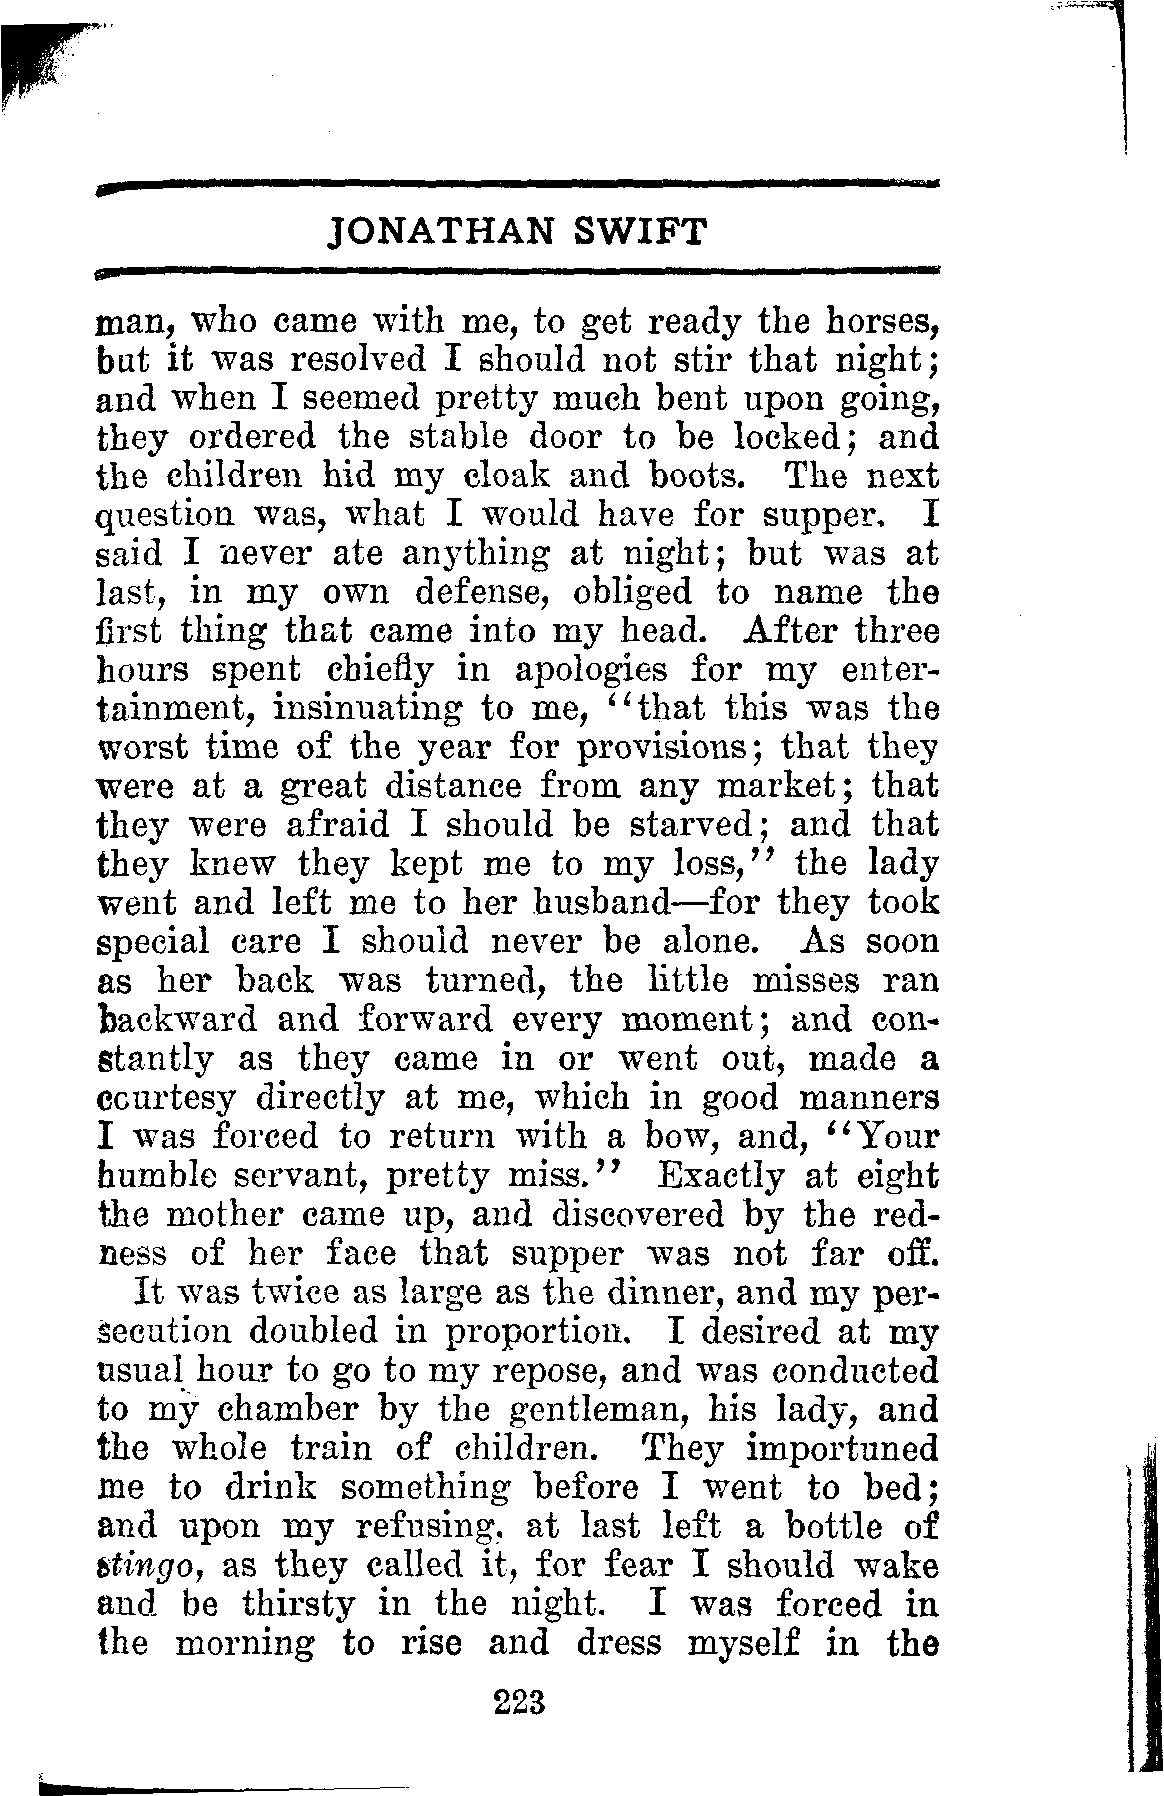 JONATHAN SWIFT
man, who came with me, to get ready the horses,
but it was resolved I should not stir that night;
and when I seemed pretty much bent upon going,
they ordered the stable door to be locked; and
the children hid my cloak and boots. The next
question was, what I would have for supper. I
said I never ate anything at night; but was at
last, in my own defense, obliged to name the
first thing that came into my head. After three
hours spent chiefly in apologies for my enter-
tainment, insinuating to me, "that this was the
worst time of the year for provisions; that they
were at a great distance from any market; that
they were afraid I should be starved; and that
they knew they kept me to my loss," the lady
went and left me to her husband—for they took
special care I should never be alone. As soon
as her back was turned, the little misses ran
backward and forward every moment; and con-
stantly as they came in or went out, made a
courtesy directly at me, which in good manners
I was forced to return with a bow, and, "Your
humble servant, pretty miss." Exactly at eight
the mother came up, and discovered by the red-
ness of her face that supper was not far off.
It was twice as large as the dinner, and my per-
secution doubled in proportion. I desired at my
usual hour to go to my repose, and was conducted
to my chamber by the gentleman, his lady, and
the whole train of children. They importuned
me to drink something before I went to bed;
and upon my refusing, at last left a bottle of
stingo, as they called it, for fear I should wake
and be thirsty in the night. I was forced in
the morning to rise and dress myself in the
223